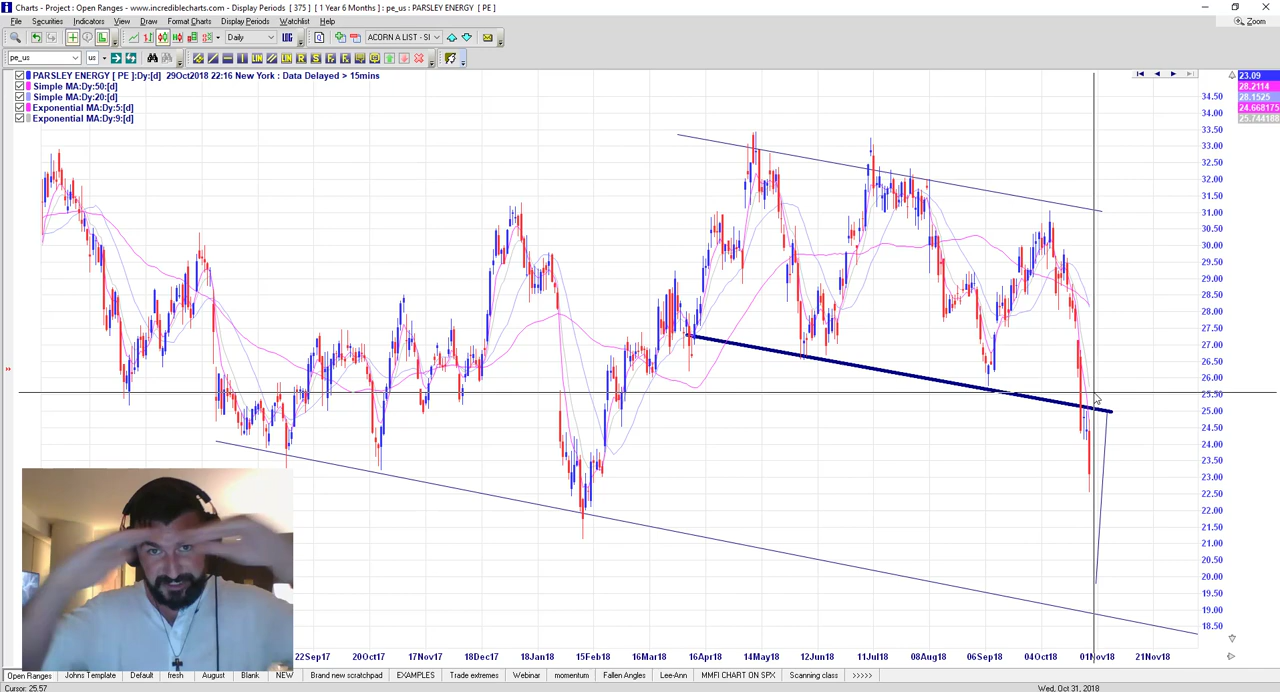 Charts - Project : Open Ranges - www.incrediblecharts.com - Display Periods [ 375 ] [ 1 Year 6 Months ] : pe_us : PARSLEY ENERGY [ PE ]
File Securities Indicators View Draw Format Charts Display Periods Watchlist Help
Zoom
Daily
ACORN A LIST - SI
pe_us
us
PARSLEY ENERGY [ PE ]:Dy:[d] 29Oct2018 22:16 New York : Data Delayed > 15mins
Simple MA:Dy:50:[d]
Simple MA:Dy:20:[d]
Exponential MA:Dy:5:[d]
Exponential MA:Dy:9:[d]
23.09
28.2114
28.1525
24.668175
25.744188
34.50
34.00
33.50
33.00
32.50
32.00
31.50
31.00
30.50
30.00
29.50
29.00
28.50
28.00
27.50
27.00
26.50
26.00
25.50
25.00
24.50
24.00
23.50
23.00
22.50
22.00
21.50
21.00
20.50
20.00
19.50
19.00
18.50
22Sep17 20Oct17 17Nov17 18Dec17 18Jan18 15Feb18 16Mar18 16Apr18 14May18 12Jun18 11Jul18 08Aug18 06Sep18 04Oct18 01Nov18 21Nov18
Open Ranges Johns Template Default fresh August Blank NEW Brand new scratchpad EXAMPLES Trade extremes Webinar momentum Fallen Angles Lee-Ann MMFI CHART ON SPX Scanning class >>>>>
Cursor: 25.57
Wed, Oct 31, 2018